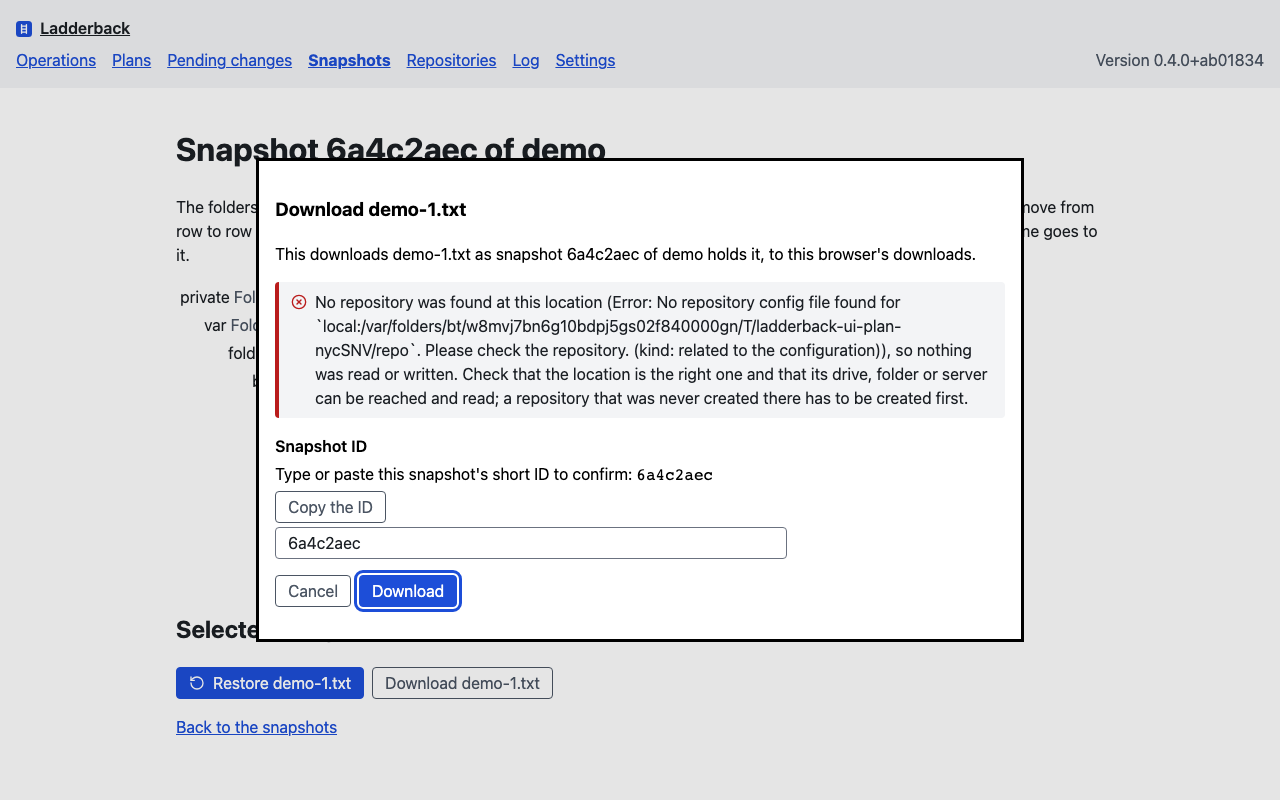 Ladderback
Operations Plans Pending changes Snapshots Repositories Log Settings Version 0.4.0+ab01834
Snapshot 6a4c2aec of demo
The folders move from
row to row goes to
it.
private
var
Download demo-1.txt
This downloads demo-1.txt as snapshot 6a4c2aec of demo holds it, to this browser's downloads.
No repository was found at this location (Error: No repository config file found for
`local:/var/folders/bt/w8mvj7bn6g10bdpj5gs02f840000gn/T/ladderback-ui-plan-
nycSNV/repo`. Please check the repository. (kind: related to the configuration)), so nothing
was read or written. Check that the location is the right one and that its drive, folder or server
can be reached and read; a repository that was never created there has to be created first.
Snapshot ID
Type or paste this snapshot's short ID to confirm: 6a4c2aec
Copy the ID
6a4c2aec
Cancel Download
Restore demo-1.txt Download demo-1.txt
Back to the snapshots